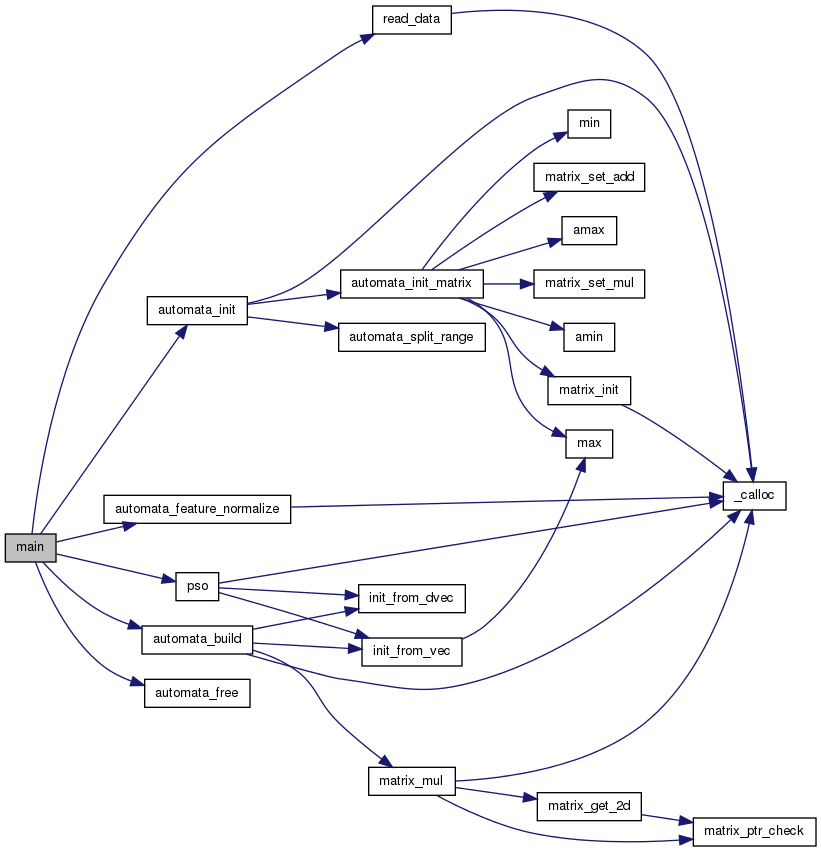 read_data
min
matrix_set_add
amax
automata_init_matrix
matrix_set_mul
automata_init
automata_split_range
amin
matrix_init
max
_calloc
automata_feature_normalize
main
pso
init_from_dvec
automata_build
init_from_vec
automata_free
matrix_mul
matrix_get_2d
matrix_ptr_check